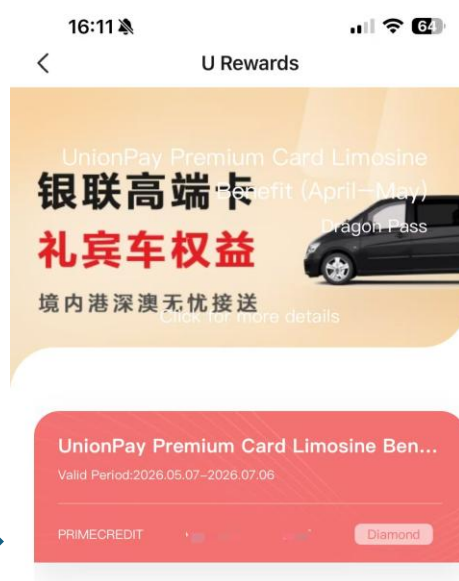 16:11
64
U Rewards
UnionPay Premium Card Limosine
Benefit (April—May)
Dragon Pass
银联高端卡
礼宾车权益
境内港深澳无忧接送
Click for more details
UnionPay Premium Card Limosine Ben...
Valid Period:2026.05.07-2026.07.06
PRIMECREDIT
Diamond